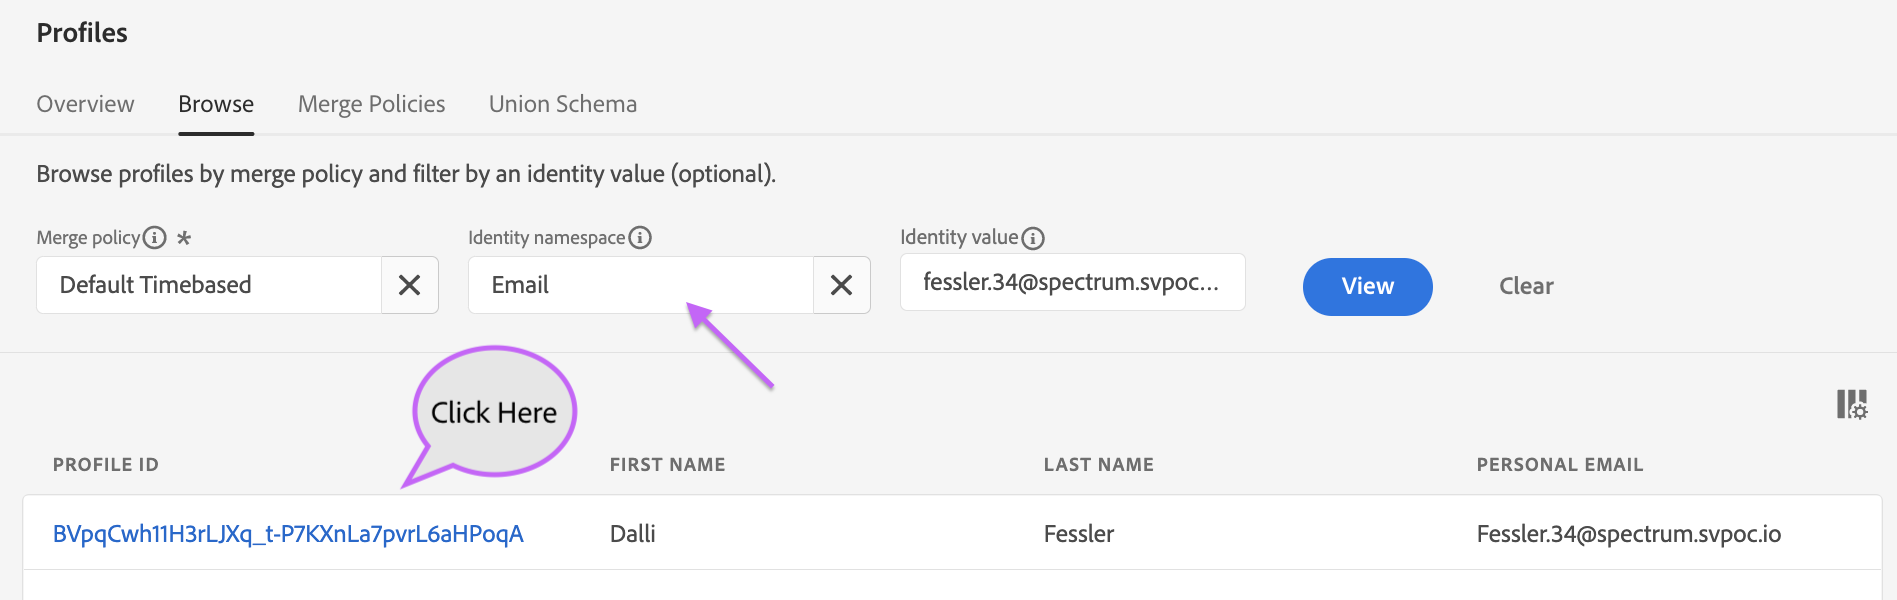 Profiles
Overview Browse Merge Policies Union Schema
Browse profiles by merge policy and filter by an identity value (optional).
Merge policy * Identity namespace Identity value
Default Timebased Email fessler.34@spectrum.svpoc... View Clear
Click Here
PROFILE ID FIRST NAME LAST NAME PERSONAL EMAIL
BVpqCwh11H3rLJXq_t-P7KXnLa7pvrL6aHPoqA Dalli Fessler Fessler.34@spectrum.svpoc.io